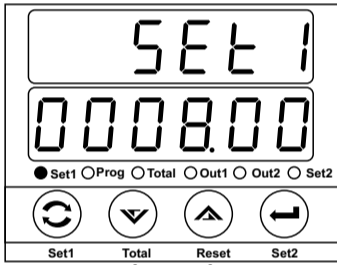 SEt 1
0008.00
Set1 Prog Total Out1 Out2 Set2
Set1 Total Reset Set2